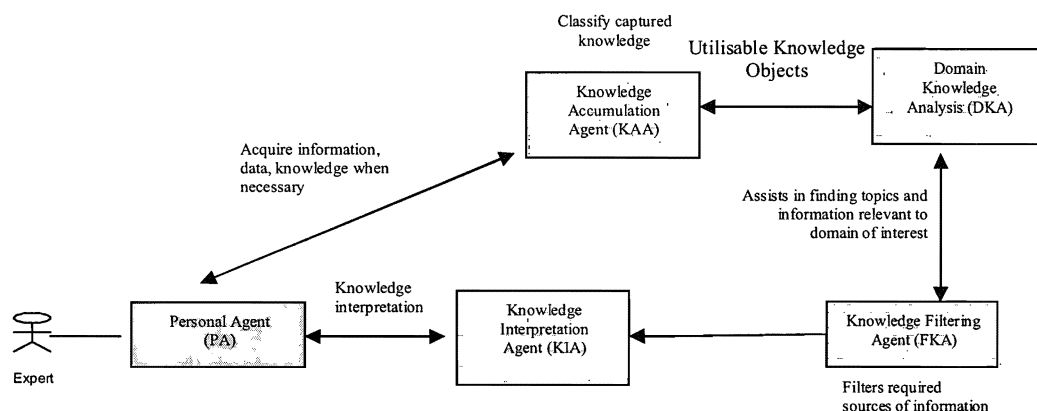 Classify captured
knowledge
Utilisable Knowledge
Objects
Knowledge
Accumulation
Agent (KAA)
Domain
Knowledge
Analysis (DKA)
Acquire information,
data, knowledge when
necessary
Assists in finding topics and
information relevant to
domain of interest
Knowledge
interpretation
Personal Agent
(PA)
Knowledge
Interpretation
Agent (KIA)
Knowledge Filtering
Agent (FKA)
Expert
Filters required
sources of information